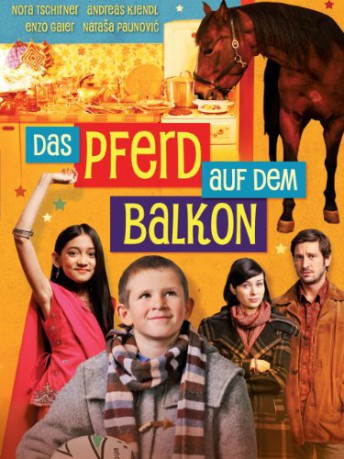 NORA TSCHIRNER ANDREAS KIENDL
ENZO GAIER NATAŠA PAUNOVIĆ
DAS PFERD
AUF DEM
BALKON